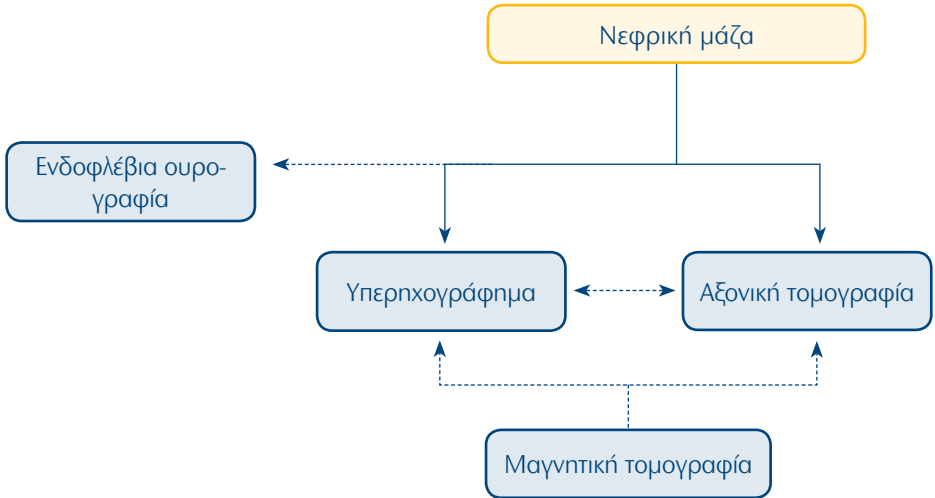 Νεφρική μάζα
Ενδοφλέβια ουρο-
γραφία
Υπερηχογράφημα
Αξονική τομογραφία
Μαγνητική τομογραφία